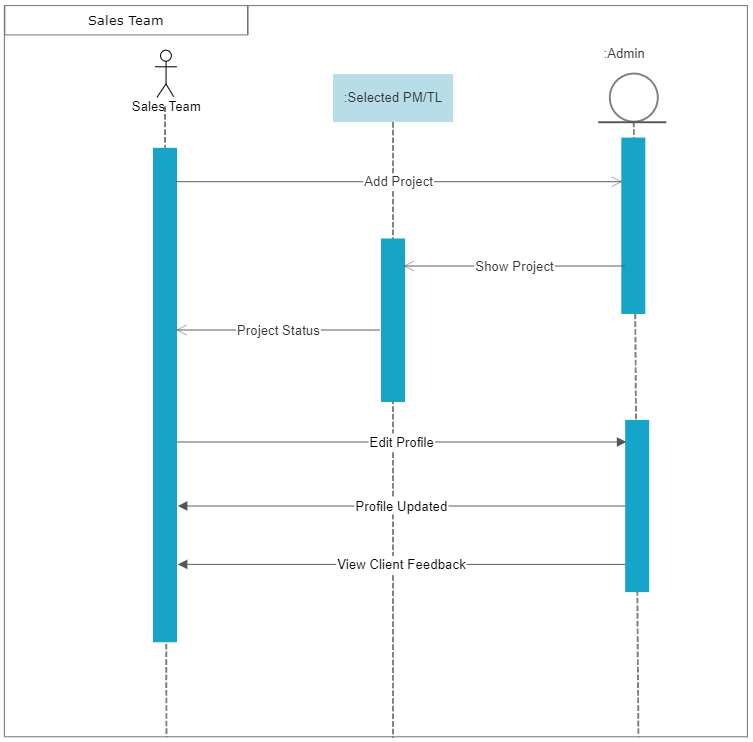 Sales Team
:Admin
:Selected PM/TL
Sales Team
Add Project
Show Project
Project Status
Edit Profile
Profile Updated
View Client Feedback